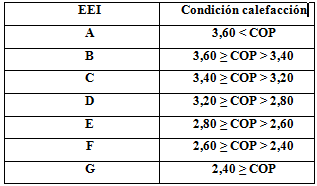 EEI Condición calefacción
A 3,60 < COP
B 3,60 ≥ COP > 3,40
C 3,40 ≥ COP > 3,20
D 3,20 ≥ COP > 2,80
E 2,80 ≥ COP > 2,60
F 2,60 ≥ COP > 2,40
G 2,40 ≥ COP